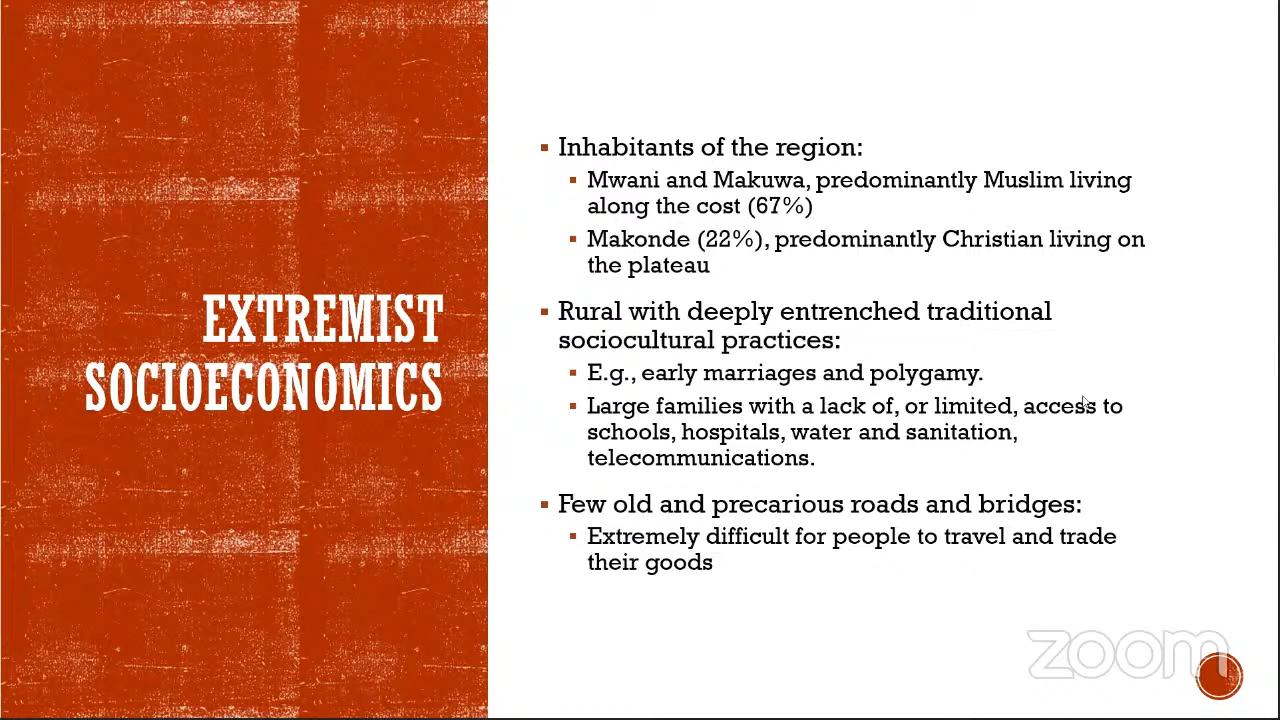 EXTREMIST
SOCIOECONOMICS
▪ Inhabitants of the region:
▪ Mwani and Makuwa, predominantly Muslim living
along the cost (67%)
▪ Makonde (22%), predominantly Christian living on
the plateau
▪ Rural with deeply entrenched traditional
sociocultural practices:
▪ E.g., early marriages and polygamy.
▪ Large families with a lack of, or limited, access to
schools, hospitals, water and sanitation,
telecommunications.
▪ Few old and precarious roads and bridges:
▪ Extremely difficult for people to travel and trade
their goods
zoom